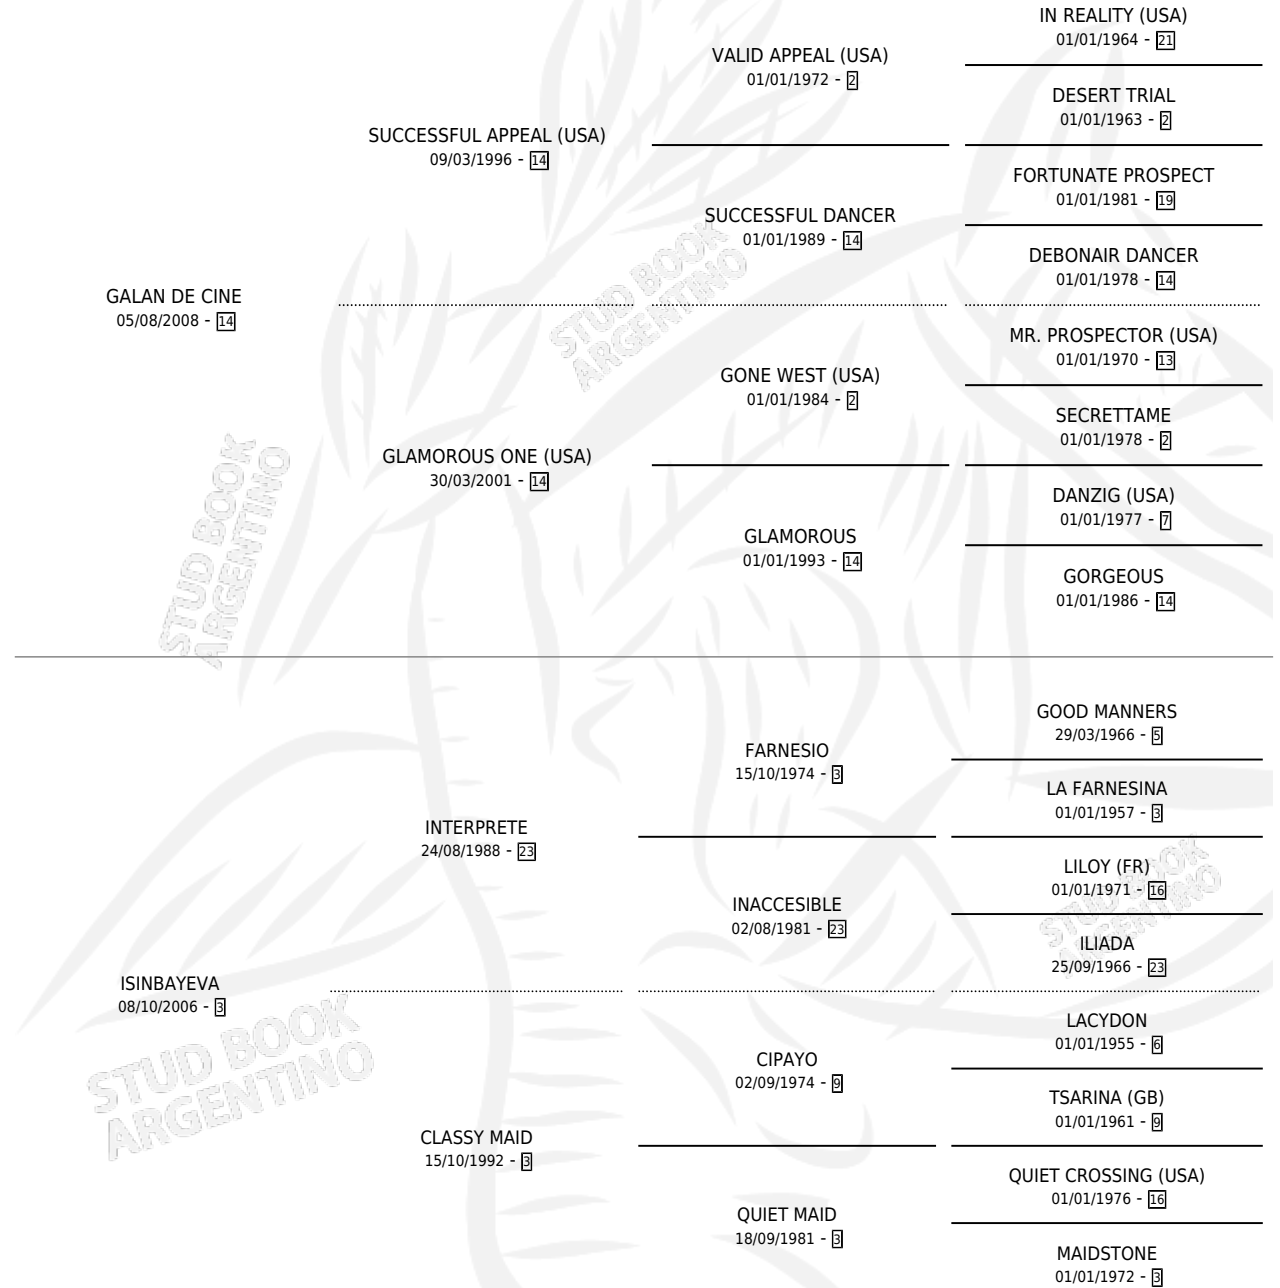 IN REALITY (USA)
01/01/1964 - 21
VALID APPEAL (USA)
01/01/1972 - 2
DESERT TRIAL
01/01/1963 - 2
SUCCESSFUL APPEAL (USA)
09/03/1996 - 14
FORTUNATE PROSPECT
01/01/1981 - 19
SUCCESSFUL DANCER
01/01/1989 - 14
DEBONAIR DANCER
01/01/1978 - 14
GALAN DE CINE
05/08/2008 - 14
STUD BOOK
ARGENTINO
MR. PROSPECTOR (USA)
01/01/1970 - 13
GONE WEST (USA)
01/01/1984 - 2
SECRETTAME
01/01/1978 - 2
GLAMOROUS ONE (USA)
30/03/2001 - 14
DANZIG (USA)
01/01/1977 - 7
GLAMOROUS
01/01/1993 - 14
GORGEOUS
01/01/1986 - 14
STUD BOOK
ARGENTINO
GOOD MANNERS
29/03/1966 - 5
FARNESIO
15/10/1974 - 3
LA FARNESINA
01/01/1957 - 3
INTERPRETE
24/08/1988 - 23
LILOY (FR)
01/01/1971 - 16
INACCESIBLE
02/08/1981 - 23
ILIADA
25/09/1966 - 23
STUD BOOK
ARGENTINO
ISINBAYEVA
08/10/2006 - 3
LACYDON
01/01/1955 - 6
CIPAYO
02/09/1974 - 9
TSARINA (GB)
01/01/1961 - 9
STUD BOOK
ARGENTINO
CLASSY MAID
15/10/1992 - 3
QUIET CROSSING (USA)
01/01/1976 - 16
QUIET MAID
18/09/1981 - 3
MAIDSTONE
01/01/1972 - 3